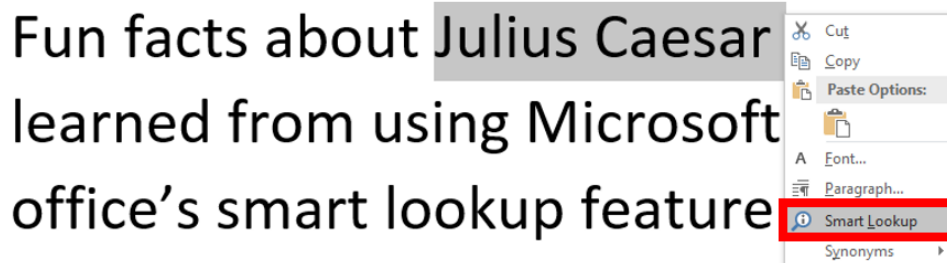 Fun facts about Julius Caesar
learned from using Microsoft
office’s smart lookup feature
Cut
Copy
Paste Options:
A Font...
Paragraph...
Smart Lookup
Synonyms